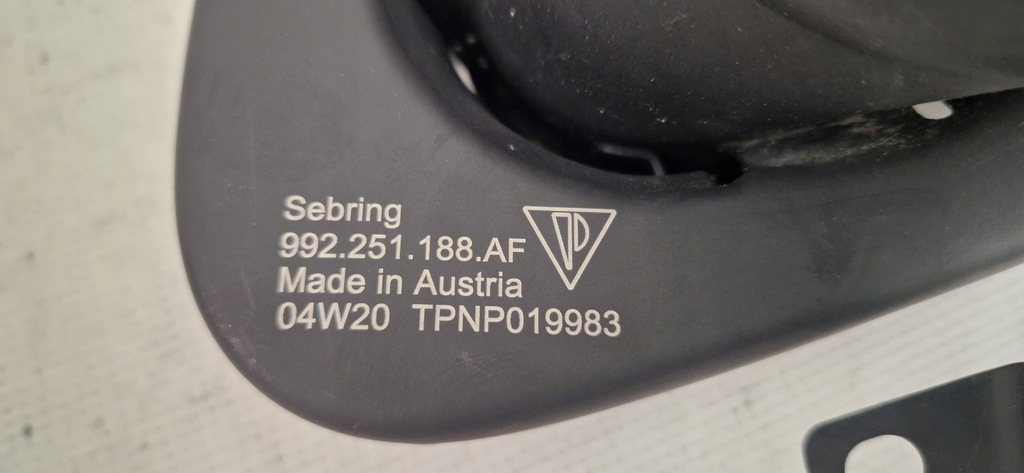 Sebring
992.251.188.AF
Made in Austria
04W20 TPNP019983